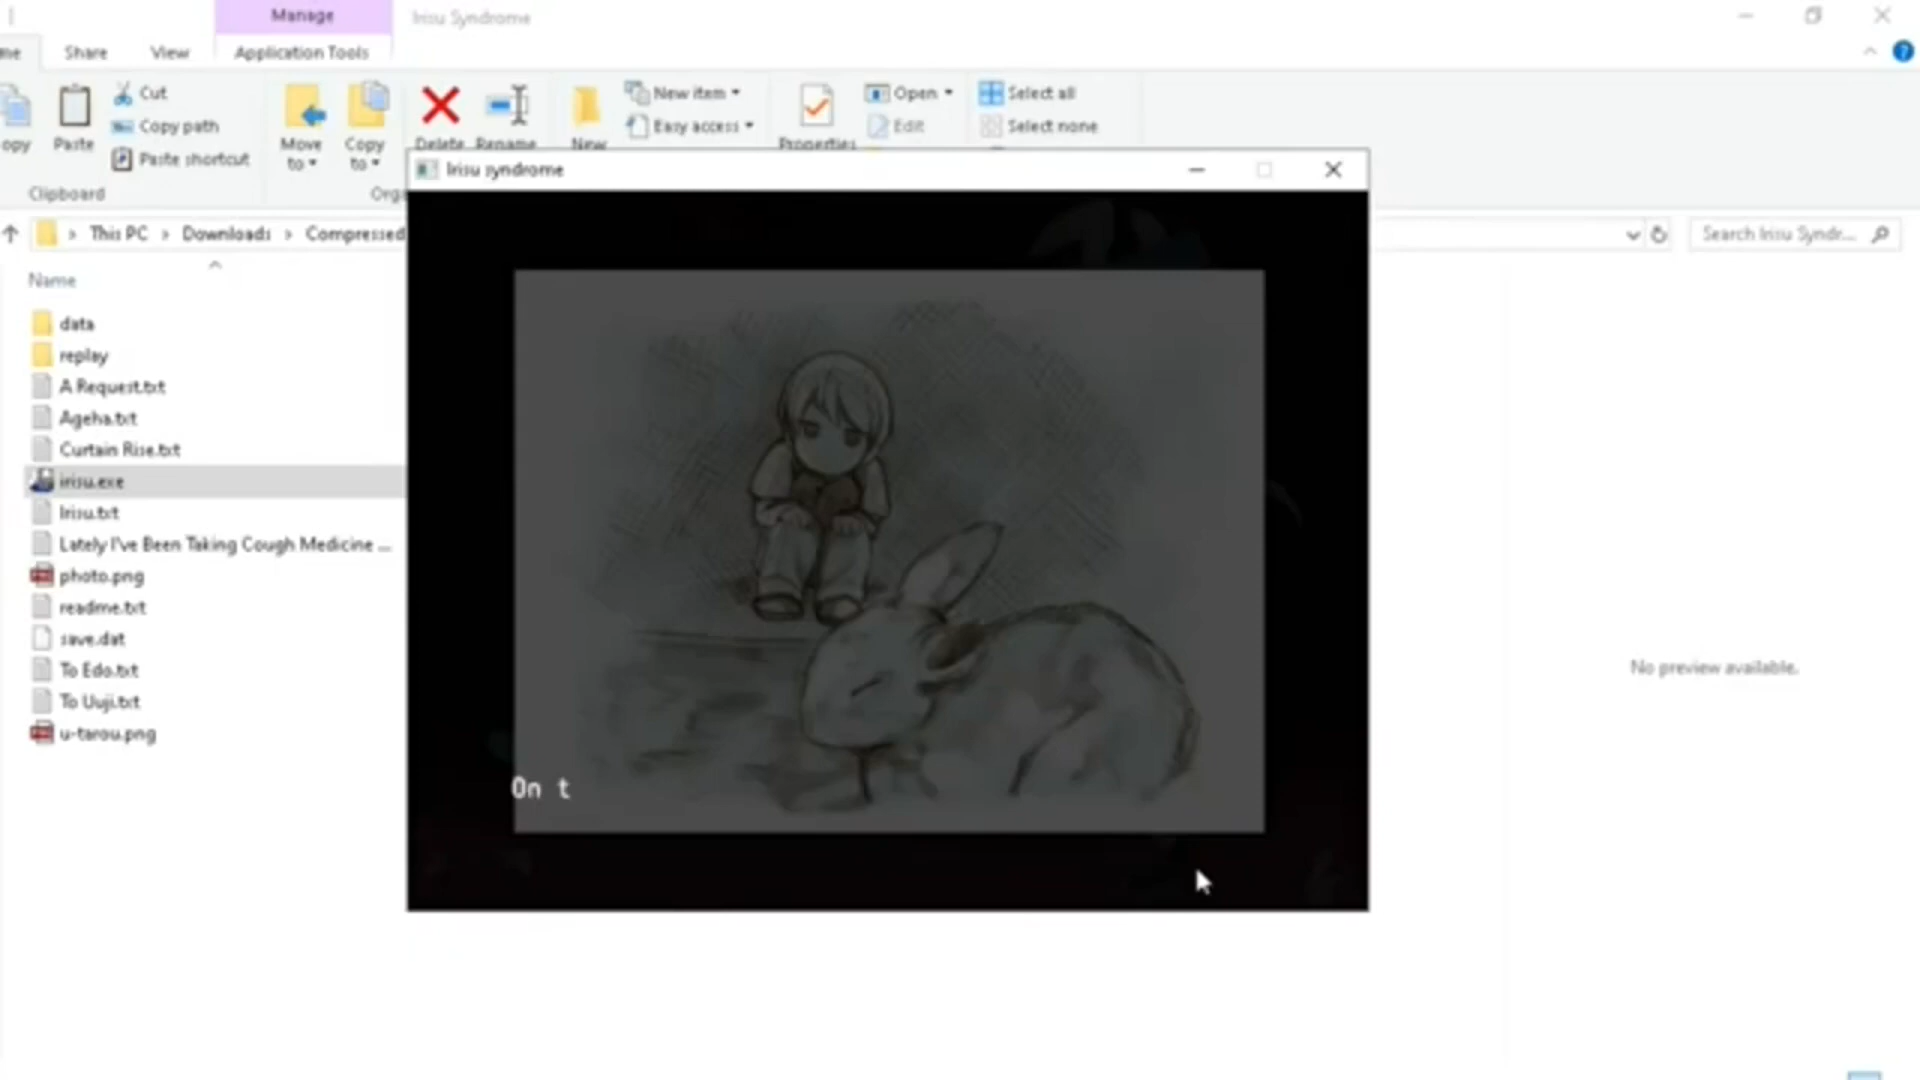 Manage
Irisu Syndrome
Share
View
Application Tools
Paste
Cut
Copy path
Paste shortcut
Clipboard
Move to
Copy to
Delete
Rename
New
New item
Easy access
Properties
Open
Edit
Select all
Select none
Irisu syndrome
This PC > Downloads > Compressed
Search Irisu Syndr...
Name
data
replay
A Request.txt
Ageha.txt
Curtain Rise.txt
irisu.exe
Irisu.txt
Lately I've Been Taking Cough Medicine ...
photo.png
readme.txt
save.dat
To Edo.txt
To Uuji.txt
u-tarou.png
No preview available.
On t